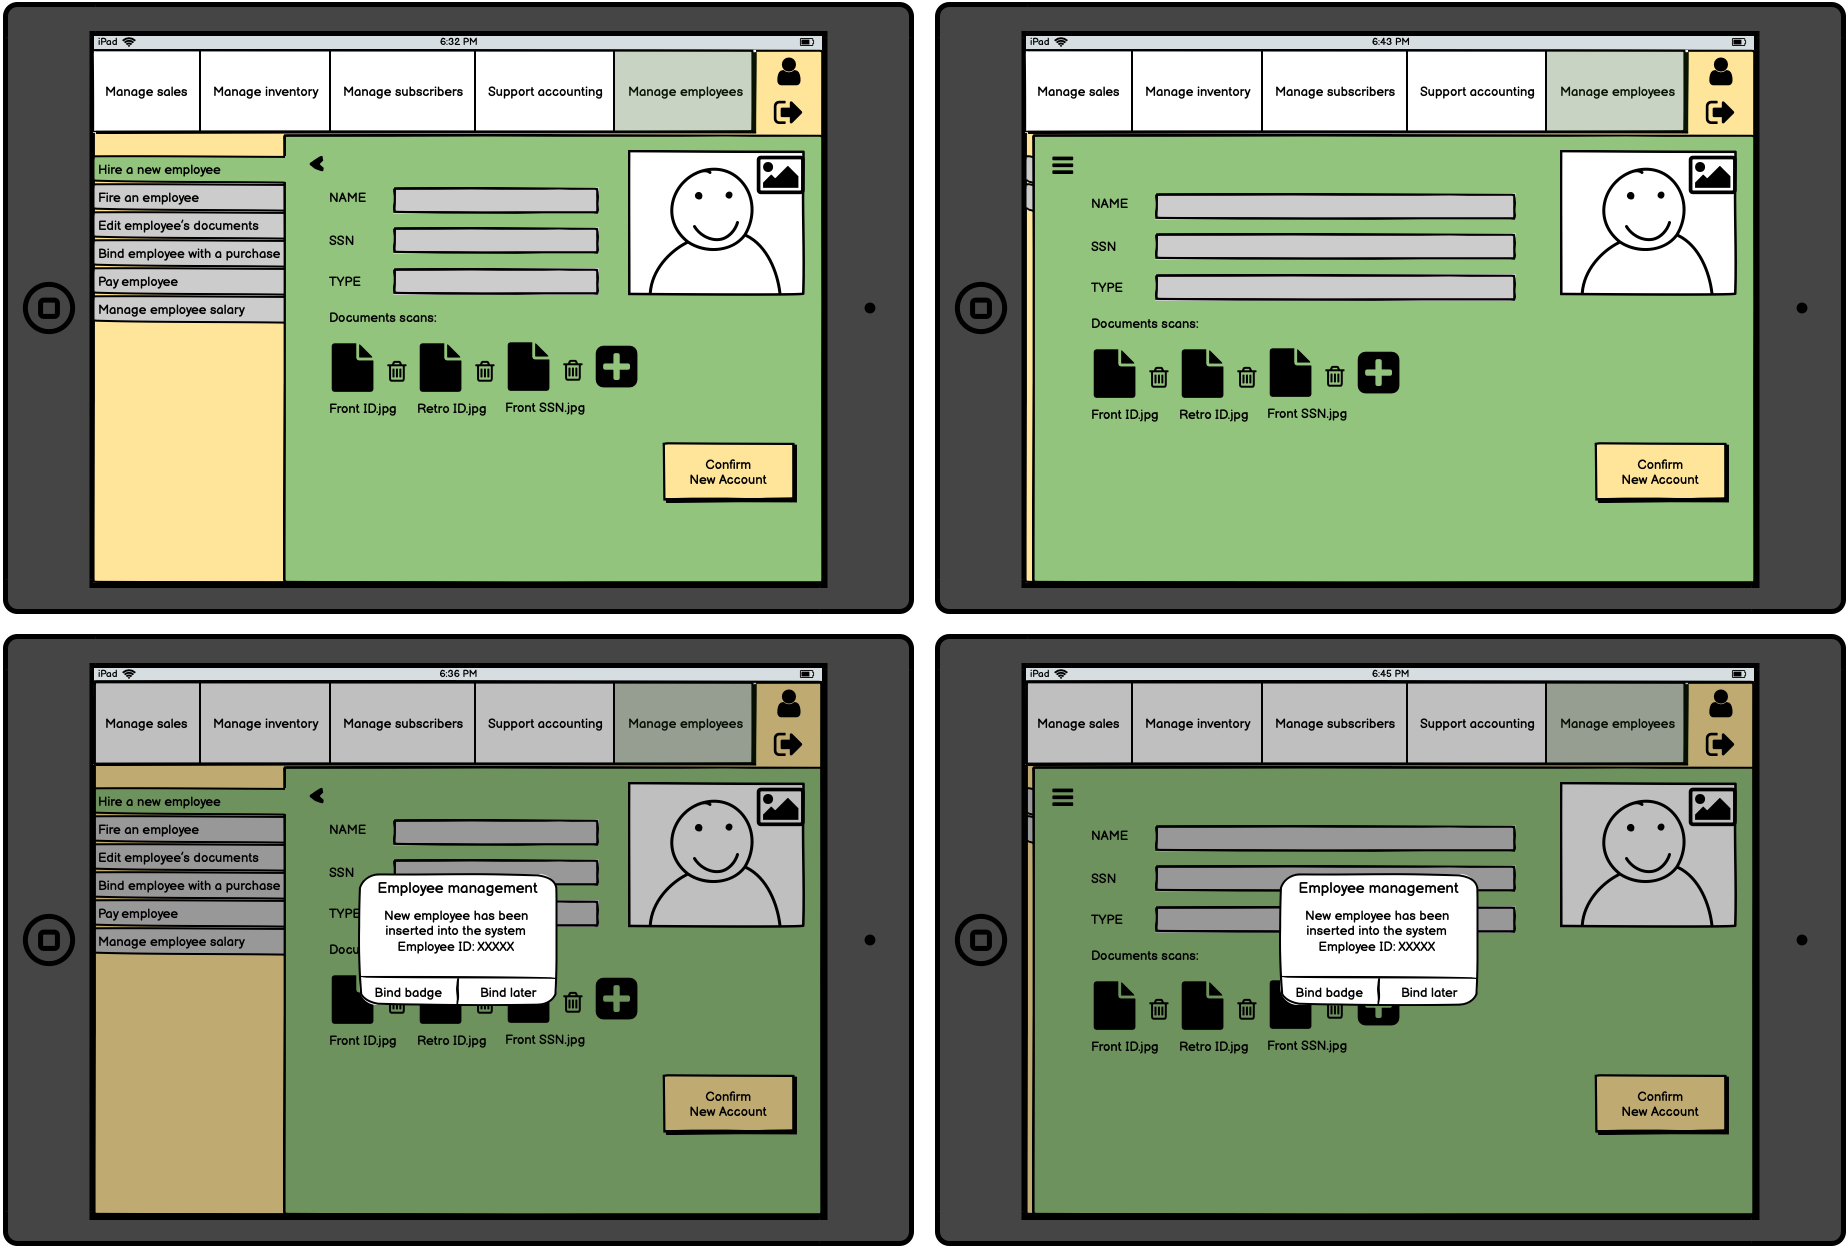 iPad
6:32 PM
Manage sales
Manage inventory
Manage subscribers
Support accounting
Manage employees
Hire a new employee
Fire an employee
Edit employee's documents
Bind employee with a purchase
Pay employee
Manage employee salary
NAME
SSN
TYPE
Documents scans:
Front ID.jpg
Retro ID.jpg
Front SSN.jpg
Confirm
New Account
iPad
6:43 PM
Manage sales
Manage inventory
Manage subscribers
Support accounting
Manage employees
NAME
SSN
TYPE
Documents scans:
Front ID.jpg
Retro ID.jpg
Front SSN.jpg
Confirm
New Account
iPad
6:36 PM
Manage sales
Manage inventory
Manage subscribers
Support accounting
Manage employees
Hire a new employee
Fire an employee
Edit employee's documents
Bind employee with a purchase
Pay employee
Manage employee salary
NAME
SSN
TYPE
Docu
Employee management
New employee has been
inserted into the system
Employee ID: XXXXX
Bind badge
Bind later
Front ID.jpg
Retro ID.jpg
Front SSN.jpg
Confirm
New Account
iPad
6:45 PM
Manage sales
Manage inventory
Manage subscribers
Support accounting
Manage employees
NAME
SSN
TYPE
Documents scans:
Employee management
New employee has been
inserted into the system
Employee ID: XXXXX
Bind badge
Bind later
Front ID.jpg
Retro ID.jpg
Front SSN.jpg
Confirm
New Account